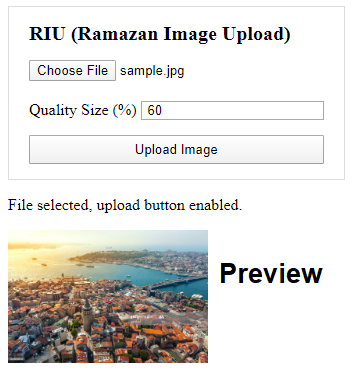 RIU (Ramazan Image Upload)
Choose File sample.jpg
Quality Size (%) 60
Upload Image
File selected, upload button enabled.
Preview